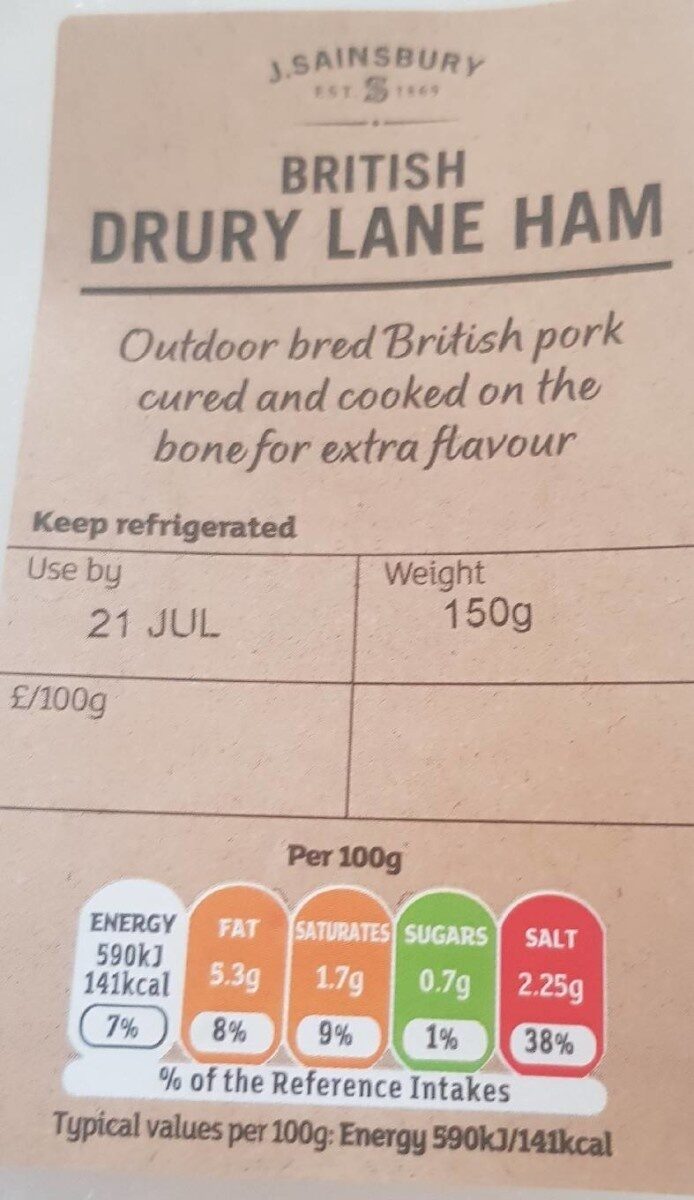 J.SAINSBURY
EST. S 1869
BRITISH
DRURY LANE HAM
Outdoor bred British pork
cured and cooked on the
bone for extra flavour
Keep refrigerated
Use by
21 JUL
Weight
150g
£/100g
Per 100g
ENERGY
590kJ
141kcal
7%
FAT
5.3g
8%
SATURATES
1.7g
9%
SUGARS
0.7g
1%
SALT
2.25g
38%
% of the Reference Intakes
Typical values per 100g: Energy 590kJ/141kcal